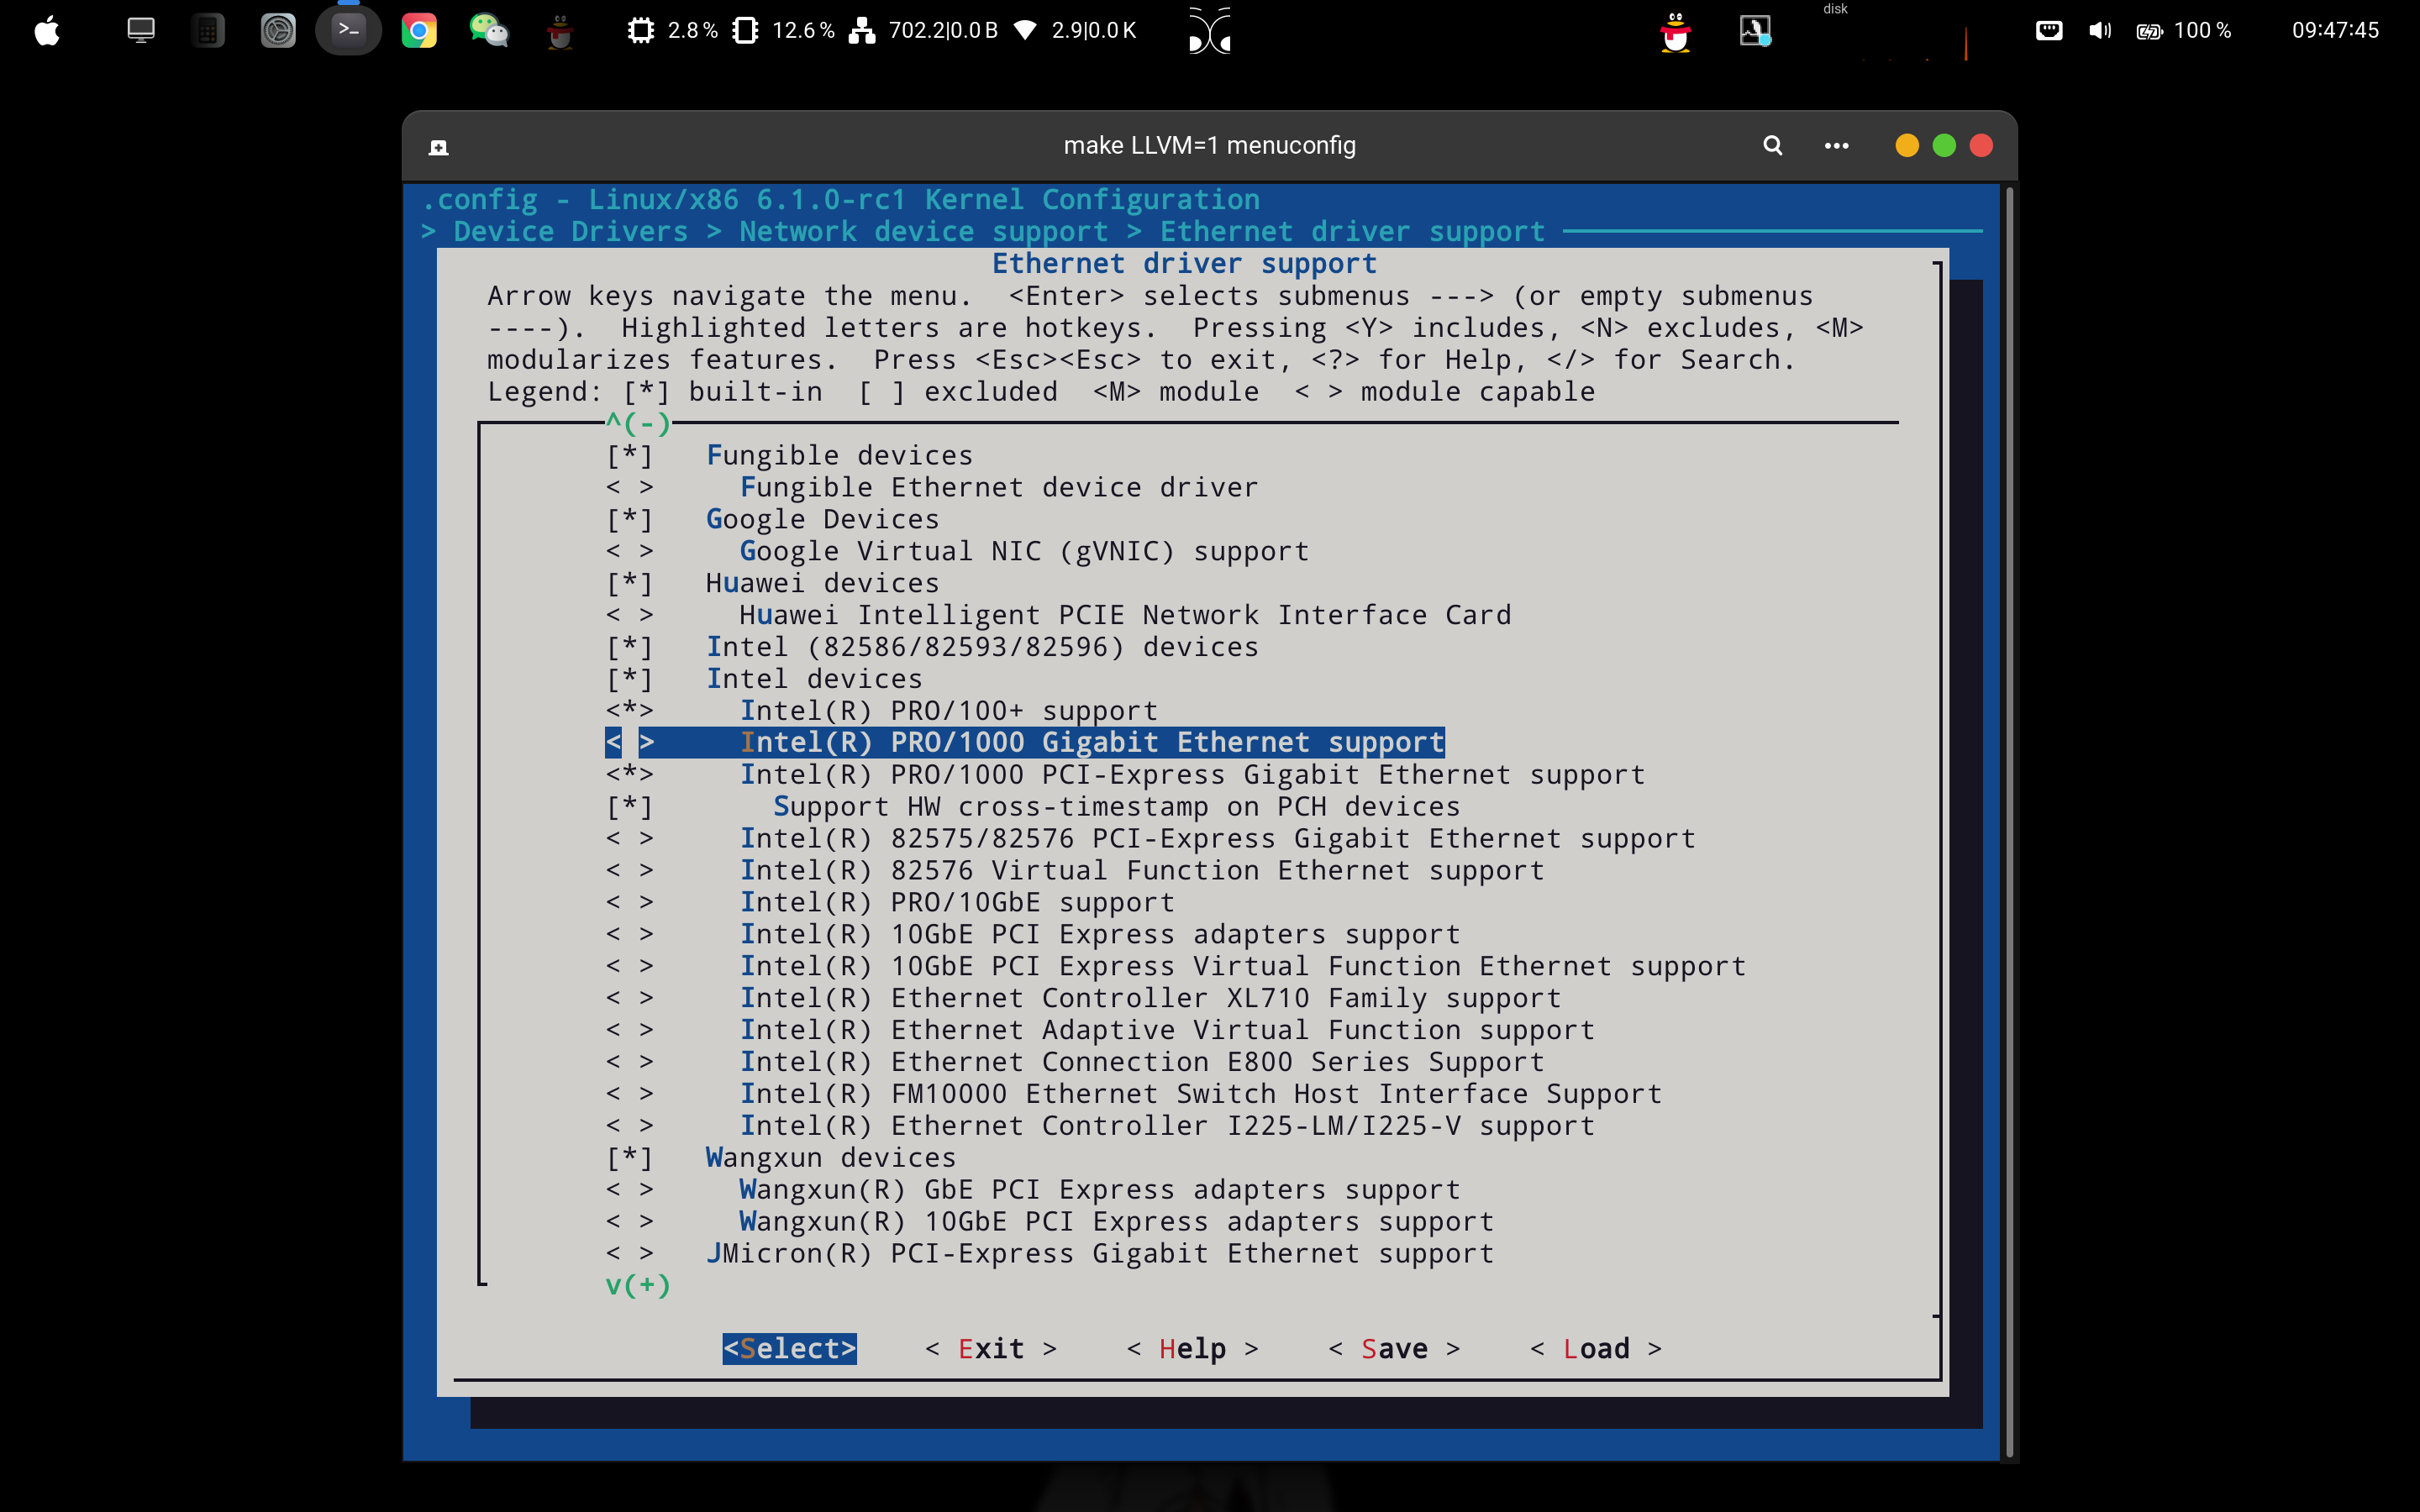 disk
2.8 % 12.6 % 702.2|0.0 B 2.9|0.0 K 100 % 09:47:45
make LLVM=1 menuconfig
.config - Linux/x86 6.1.0-rc1 Kernel Configuration
> Device Drivers > Network device support > Ethernet driver support
Ethernet driver support
Arrow keys navigate the menu.  <Enter> selects submenus ---> (or empty submenus
----).  Highlighted letters are hotkeys.  Pressing <Y> includes, <N> excludes, <M>
modularizes features.  Press <Esc><Esc> to exit, <?> for Help, </> for Search.
Legend: [*] built-in  [ ] excluded  <M> module  < > module capable
^(-)
[*]   Fungible devices
< >     Fungible Ethernet device driver
[*]   Google Devices
< >     Google Virtual NIC (gVNIC) support
[*]   Huawei devices
< >     Huawei Intelligent PCIE Network Interface Card
[*]   Intel (82586/82593/82596) devices
[*]   Intel devices
<*>     Intel(R) PRO/100+ support
< >     Intel(R) PRO/1000 Gigabit Ethernet support
<*>     Intel(R) PRO/1000 PCI-Express Gigabit Ethernet support
[*]       Support HW cross-timestamp on PCH devices
< >     Intel(R) 82575/82576 PCI-Express Gigabit Ethernet support
< >     Intel(R) 82576 Virtual Function Ethernet support
< >     Intel(R) PRO/10GbE support
< >     Intel(R) 10GbE PCI Express adapters support
< >     Intel(R) 10GbE PCI Express Virtual Function Ethernet support
< >     Intel(R) Ethernet Controller XL710 Family support
< >     Intel(R) Ethernet Adaptive Virtual Function support
< >     Intel(R) Ethernet Connection E800 Series Support
< >     Intel(R) FM10000 Ethernet Switch Host Interface Support
< >     Intel(R) Ethernet Controller I225-LM/I225-V support
[*]   Wangxun devices
< >     Wangxun(R) GbE PCI Express adapters support
< >     Wangxun(R) 10GbE PCI Express adapters support
< >   JMicron(R) PCI-Express Gigabit Ethernet support
v(+)
<Select>    < Exit >    < Help >    < Save >    < Load >